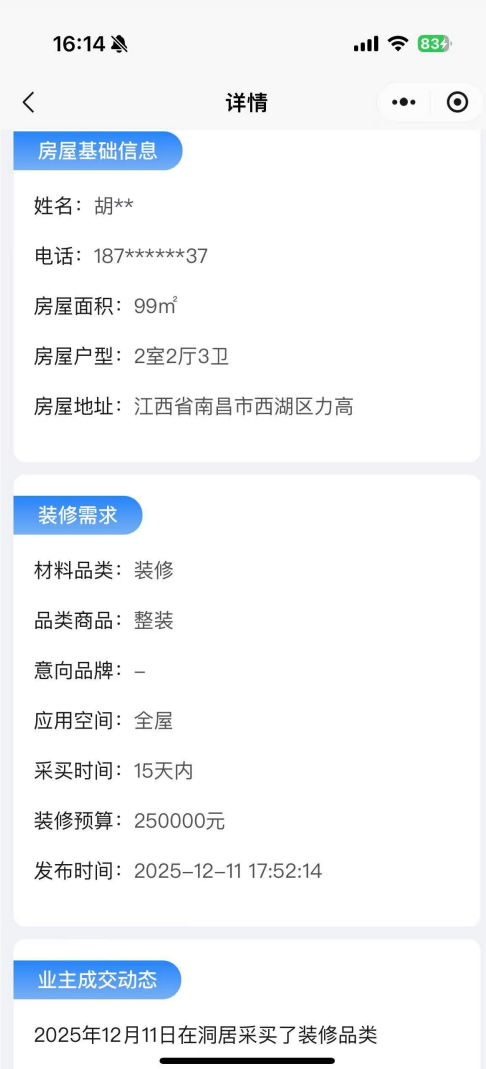 16:14
83
详情
房屋基础信息
姓名：胡**
电话：187******37
房屋面积：99㎡
房屋户型：2室2厅3卫
房屋地址：江西省南昌市西湖区力高
装修需求
材料品类：装修
品类商品：整装
意向品牌：-
应用空间：全屋
采买时间：15天内
装修预算：250000元
发布时间：2025-12-11 17:52:14
业主成交动态
2025年12月11日在洞居采买了装修品类